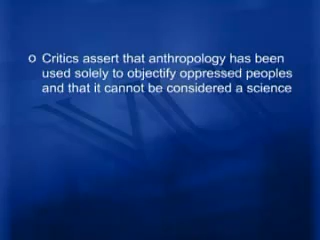 o Critics assert that anthropology has been
used solely to objectify oppressed peoples
and that it cannot be considered a science
VU